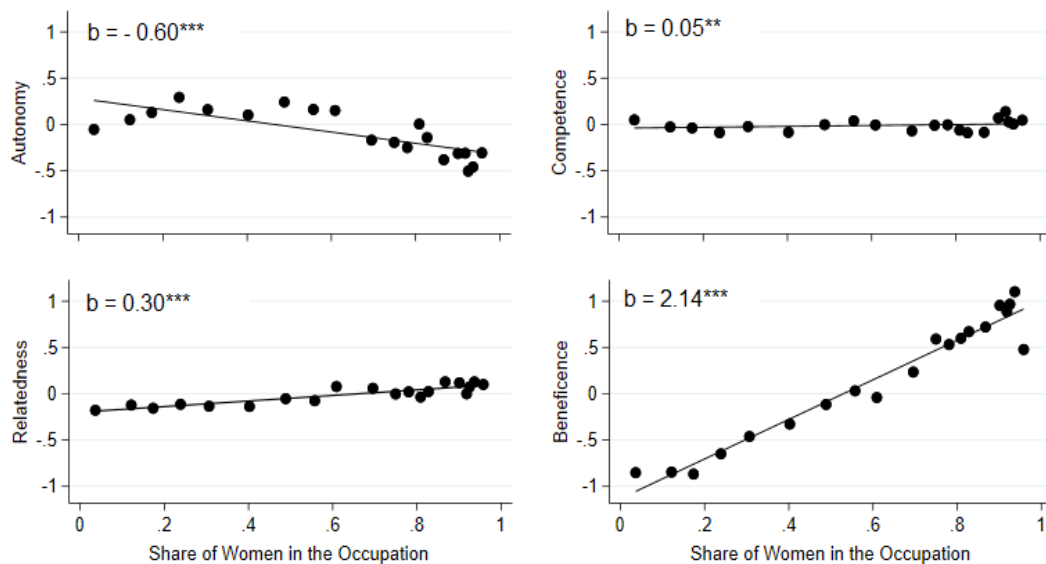 b = - 0.60***
1
.5
0
-.5
-1
Autonomy
b = 0.05**
1
.5
0
-.5
-1
Competence
b = 0.30***
1
.5
0
-.5
-1
Relatedness
0 .2 .4 .6 .8 1
Share of Women in the Occupation
b = 2.14***
1
.5
0
-.5
-1
Beneficence
0 .2 .4 .6 .8 1
Share of Women in the Occupation